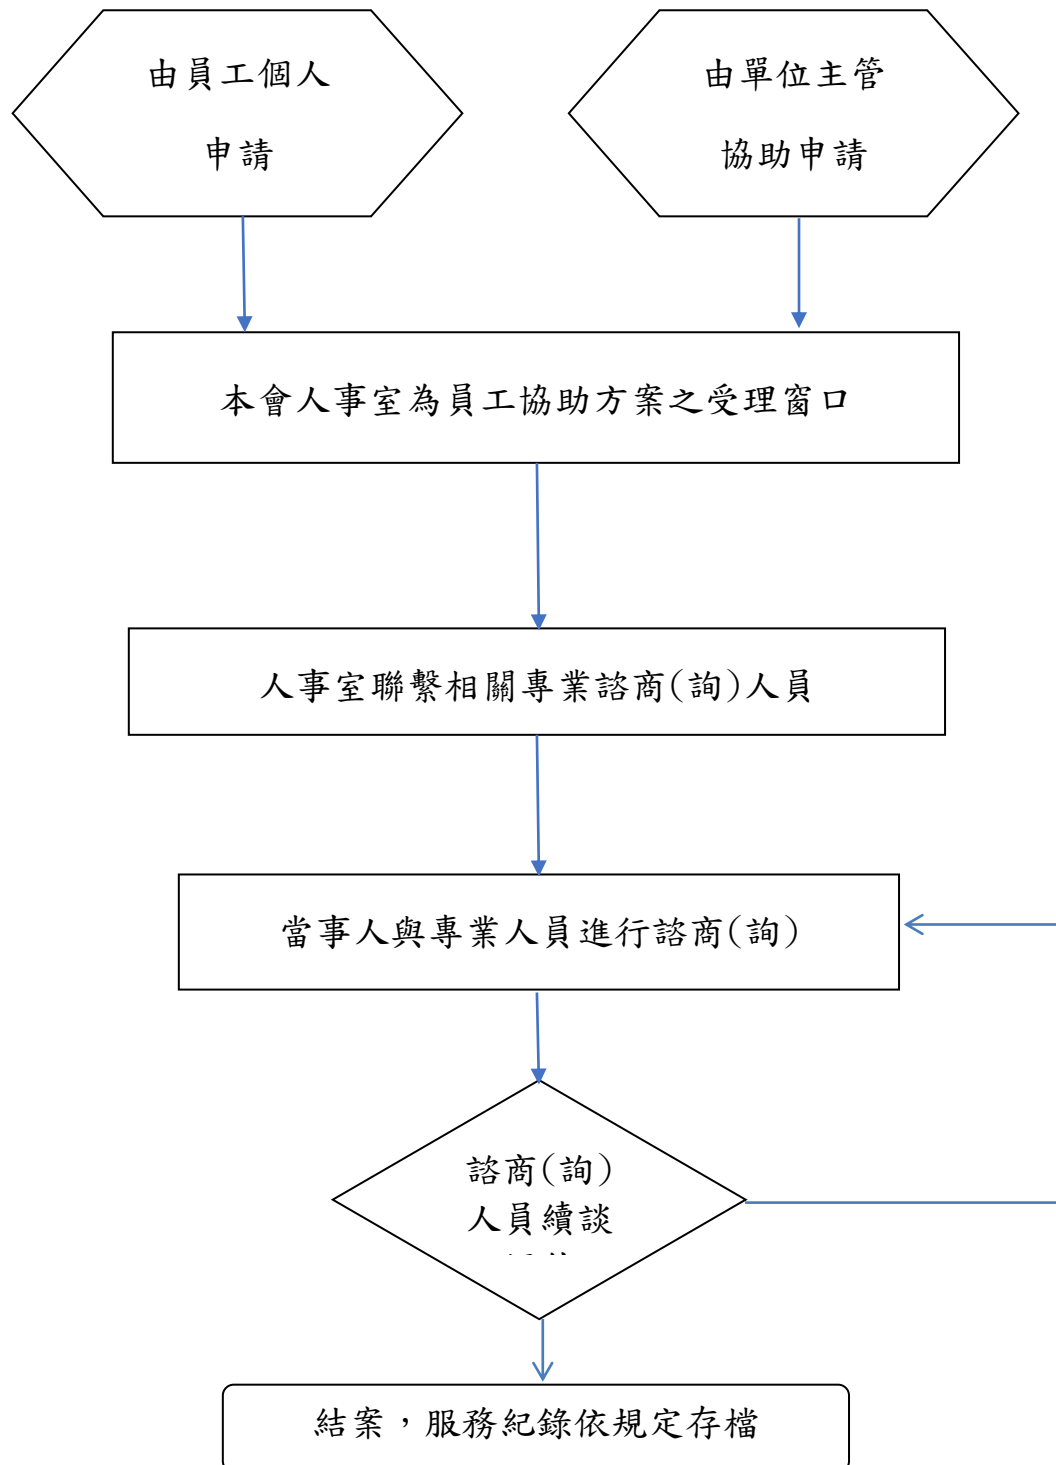 由員工個人
申請
由單位主管
協助申請
本會人事室為員工協助方案之受理窗口
人事室聯繫相關專業諮商(詢)人員
當事人與專業人員進行諮商(詢)
諮商(詢)
人員續談
結案，服務紀錄依規定存檔